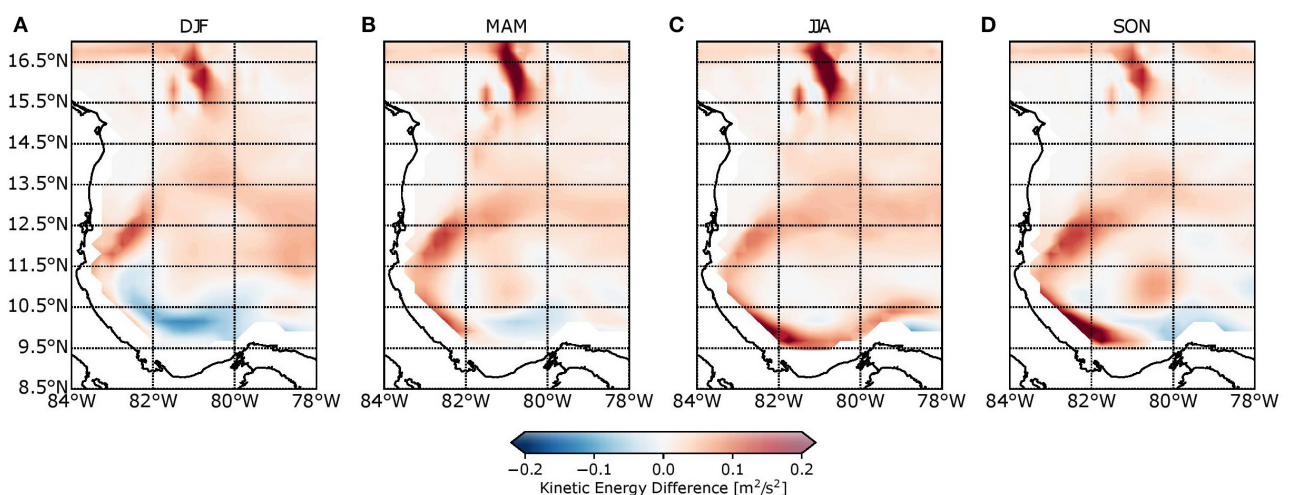 A DJF B MAM C JJA D SON
16.5°N
15.5°N
14.5°N
13.5°N
12.5°N
11.5°N
10.5°N
9.5°N
8.5°N
84°W 82°W 80°W 78°W 84°W 82°W 80°W 78°W 84°W 82°W 80°W 78°W 84°W 82°W 80°W 78°W
−0.2 −0.1 0.0 0.1 0.2
Kinetic Energy Difference [m²/s²]